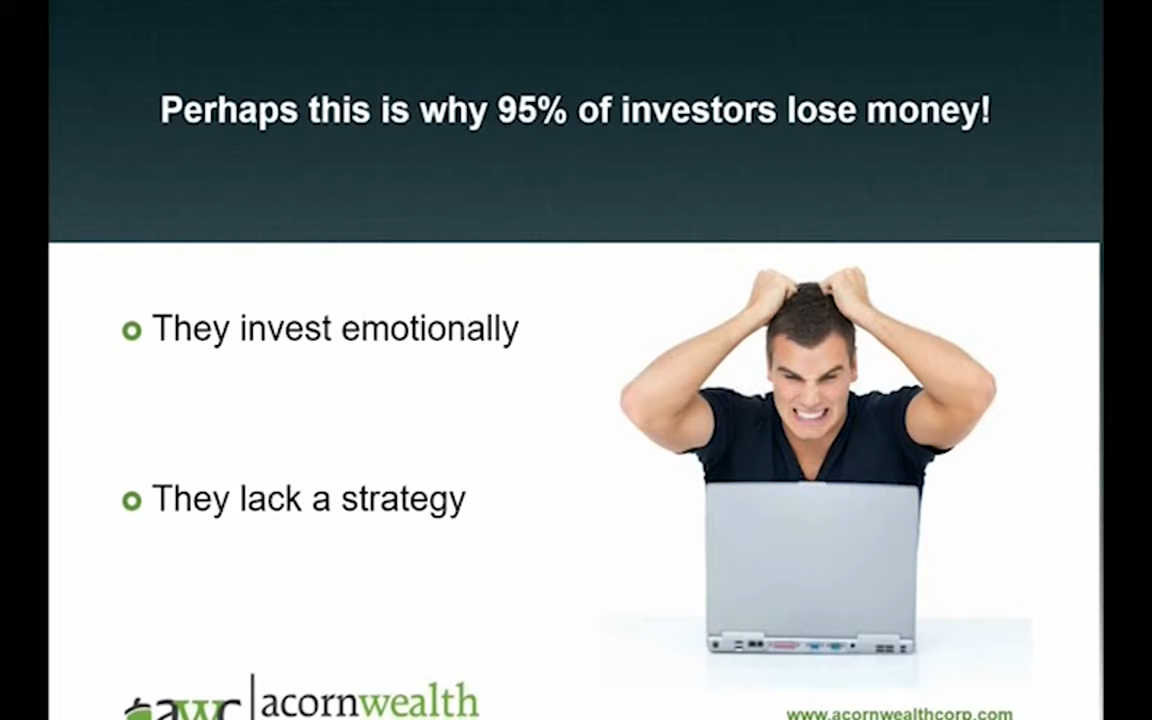 Perhaps this is why 95% of investors lose money!
They invest emotionally
They lack a strategy
awc acornwealth
www.acornwealthcorp.com